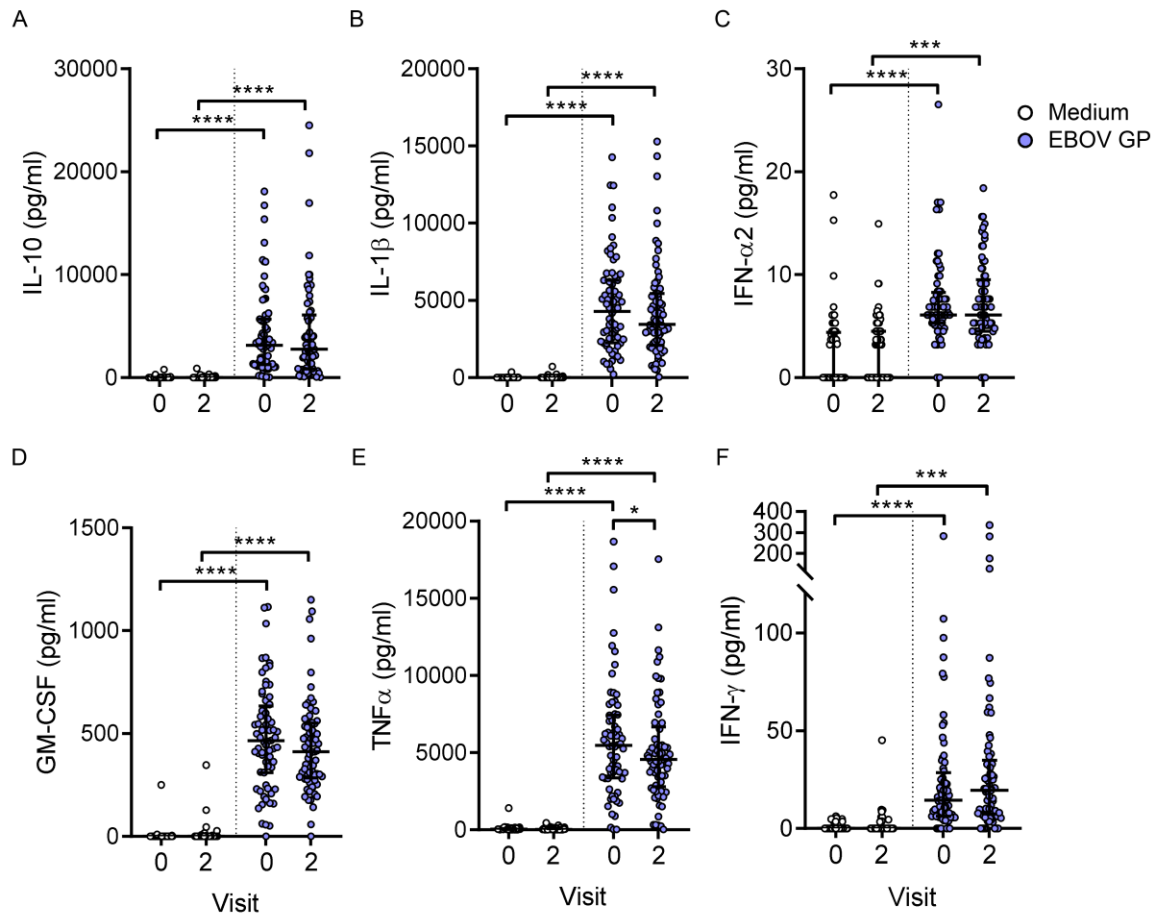 A
B
C
30000
20000
10000
0
IL-10 (pg/ml)
****
****
0 2 0 2
20000
15000
10000
5000
0
IL-1β (pg/ml)
****
****
0 2 0 2
30
20
10
0
IFN-α2 (pg/ml)
***
****
0 2 0 2
Medium
EBOV GP
D
E
F
1500
1000
500
0
GM-CSF (pg/ml)
****
****
0 2 0 2
Visit
20000
15000
10000
5000
0
TNFα (pg/ml)
****
****
*
0 2 0 2
Visit
400
300
200
100
50
0
IFN-γ (pg/ml)
***
****
0 2 0 2
Visit